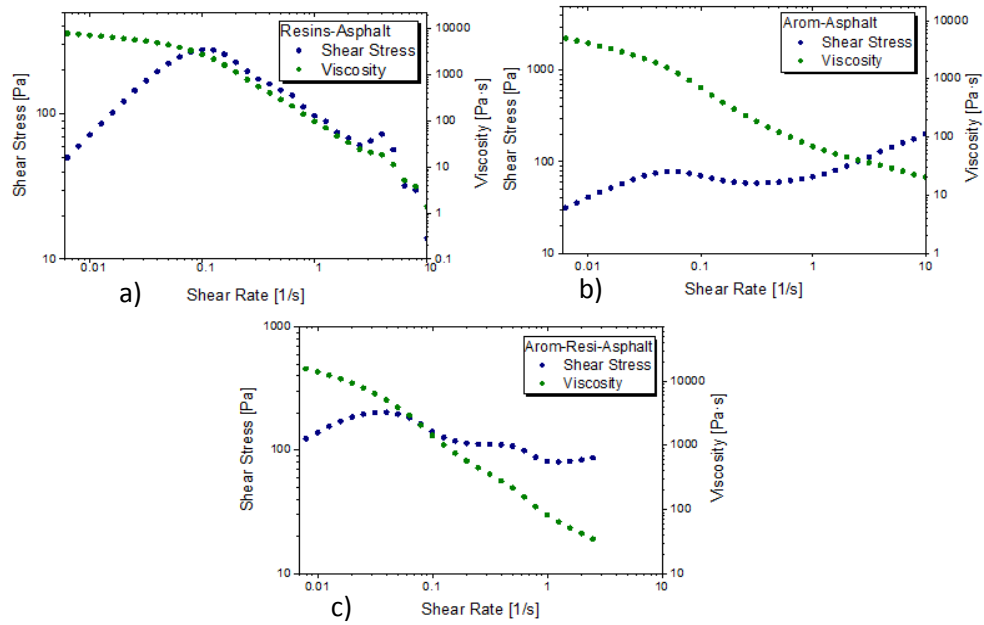 Resins-Asphalt
Shear Stress
Viscosity
Shear Stress [Pa]
100
10
10000
1000
100
10
1
0.1
Viscosity [Pa·s]
0.01
0.1
1
10
Shear Rate [1/s]
a)
Arom-Asphalt
Shear Stress
Viscosity
Shear Stress [Pa]
1000
100
10
10000
1000
100
10
1
Viscosity [Pa·s]
0.01
0.1
1
10
Shear Rate [1/s]
b)
Arom-Resi-Asphalt
Shear Stress
Viscosity
Shear Stress [Pa]
1000
100
10
10000
1000
100
10
Viscosity [Pa·s]
0.01
0.1
1
10
Shear Rate [1/s]
c)